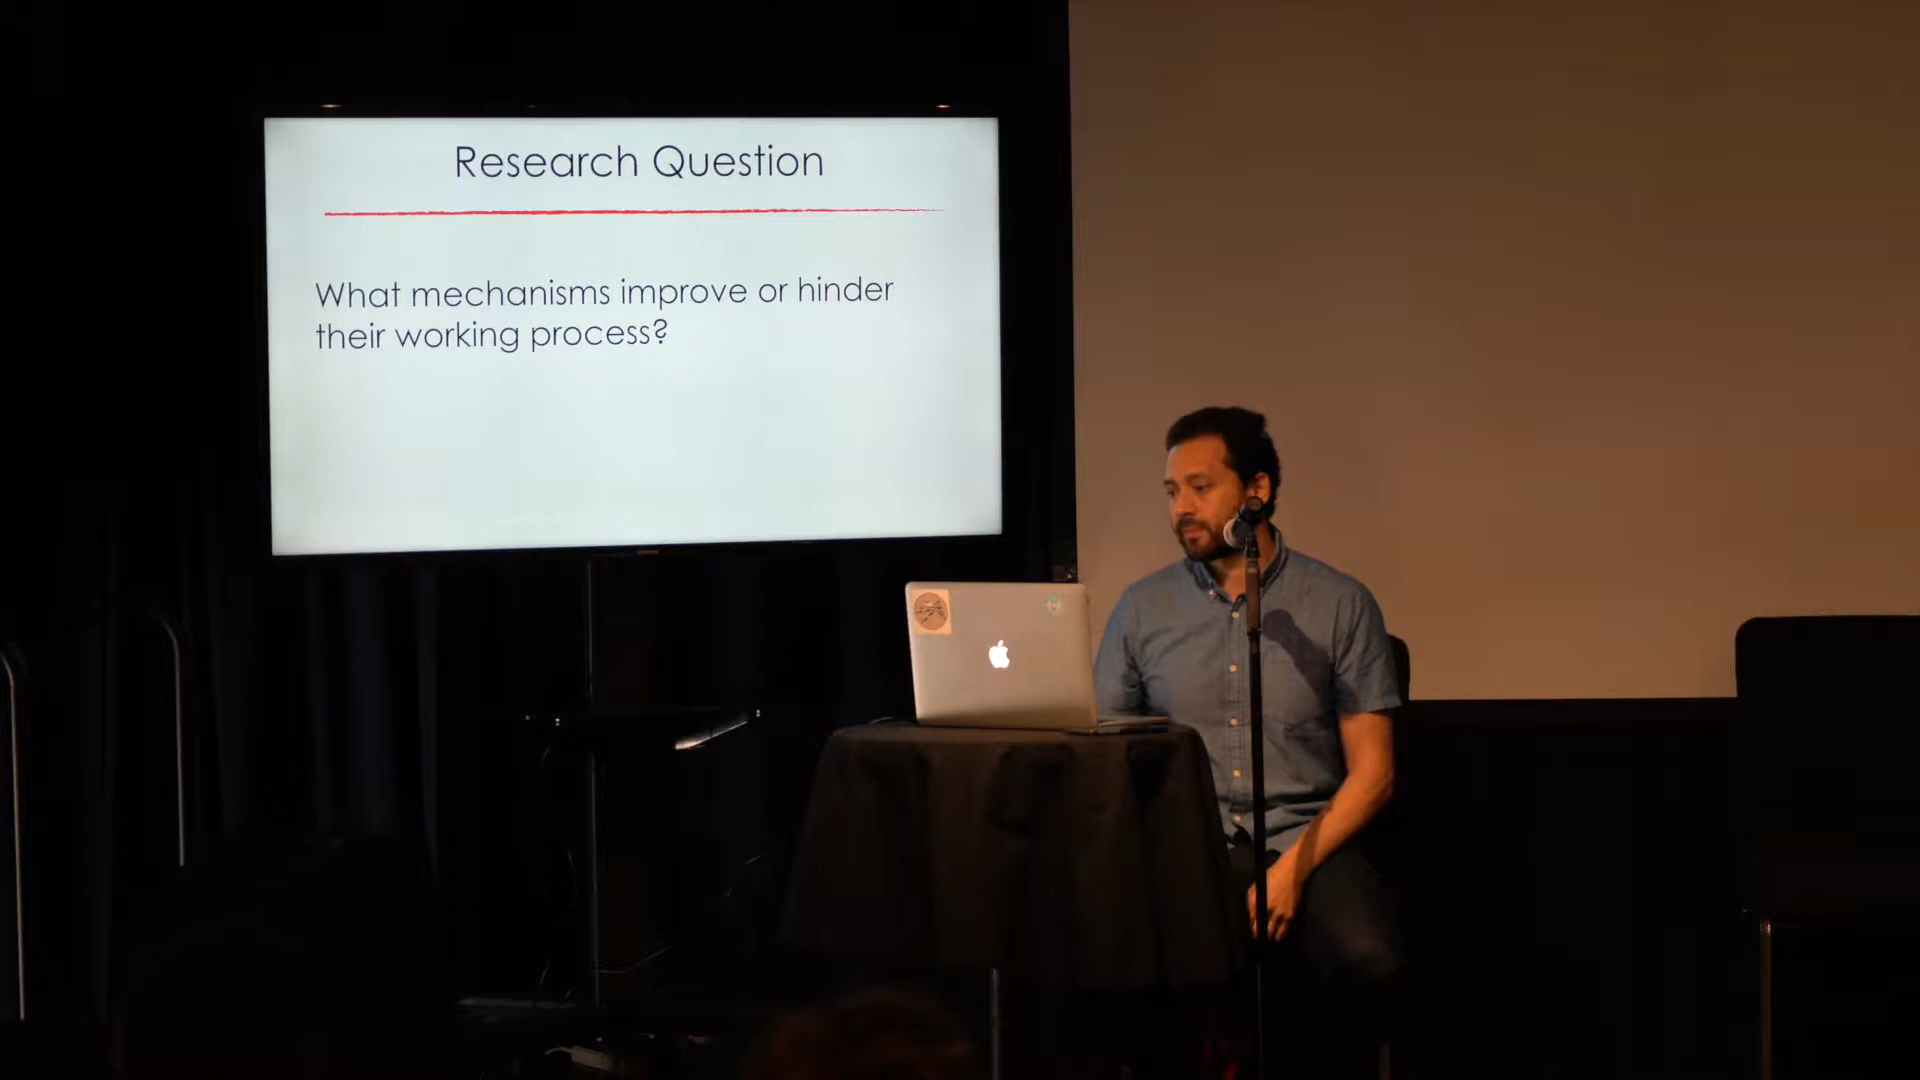 Research Question
What mechanisms improve or hinder
their working process?